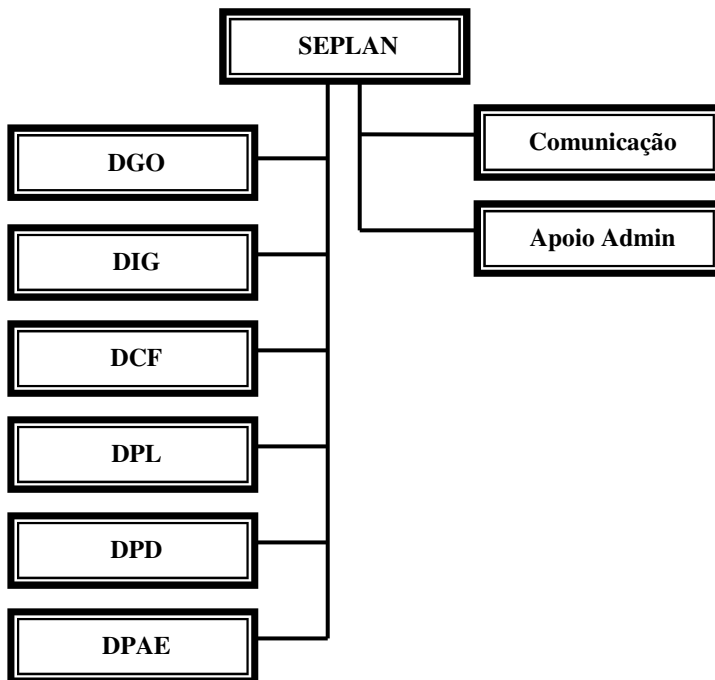 SEPLAN
Comunicação
DGO
Apoio Admin
DIG
DCF
DPL
DPD
DPAE